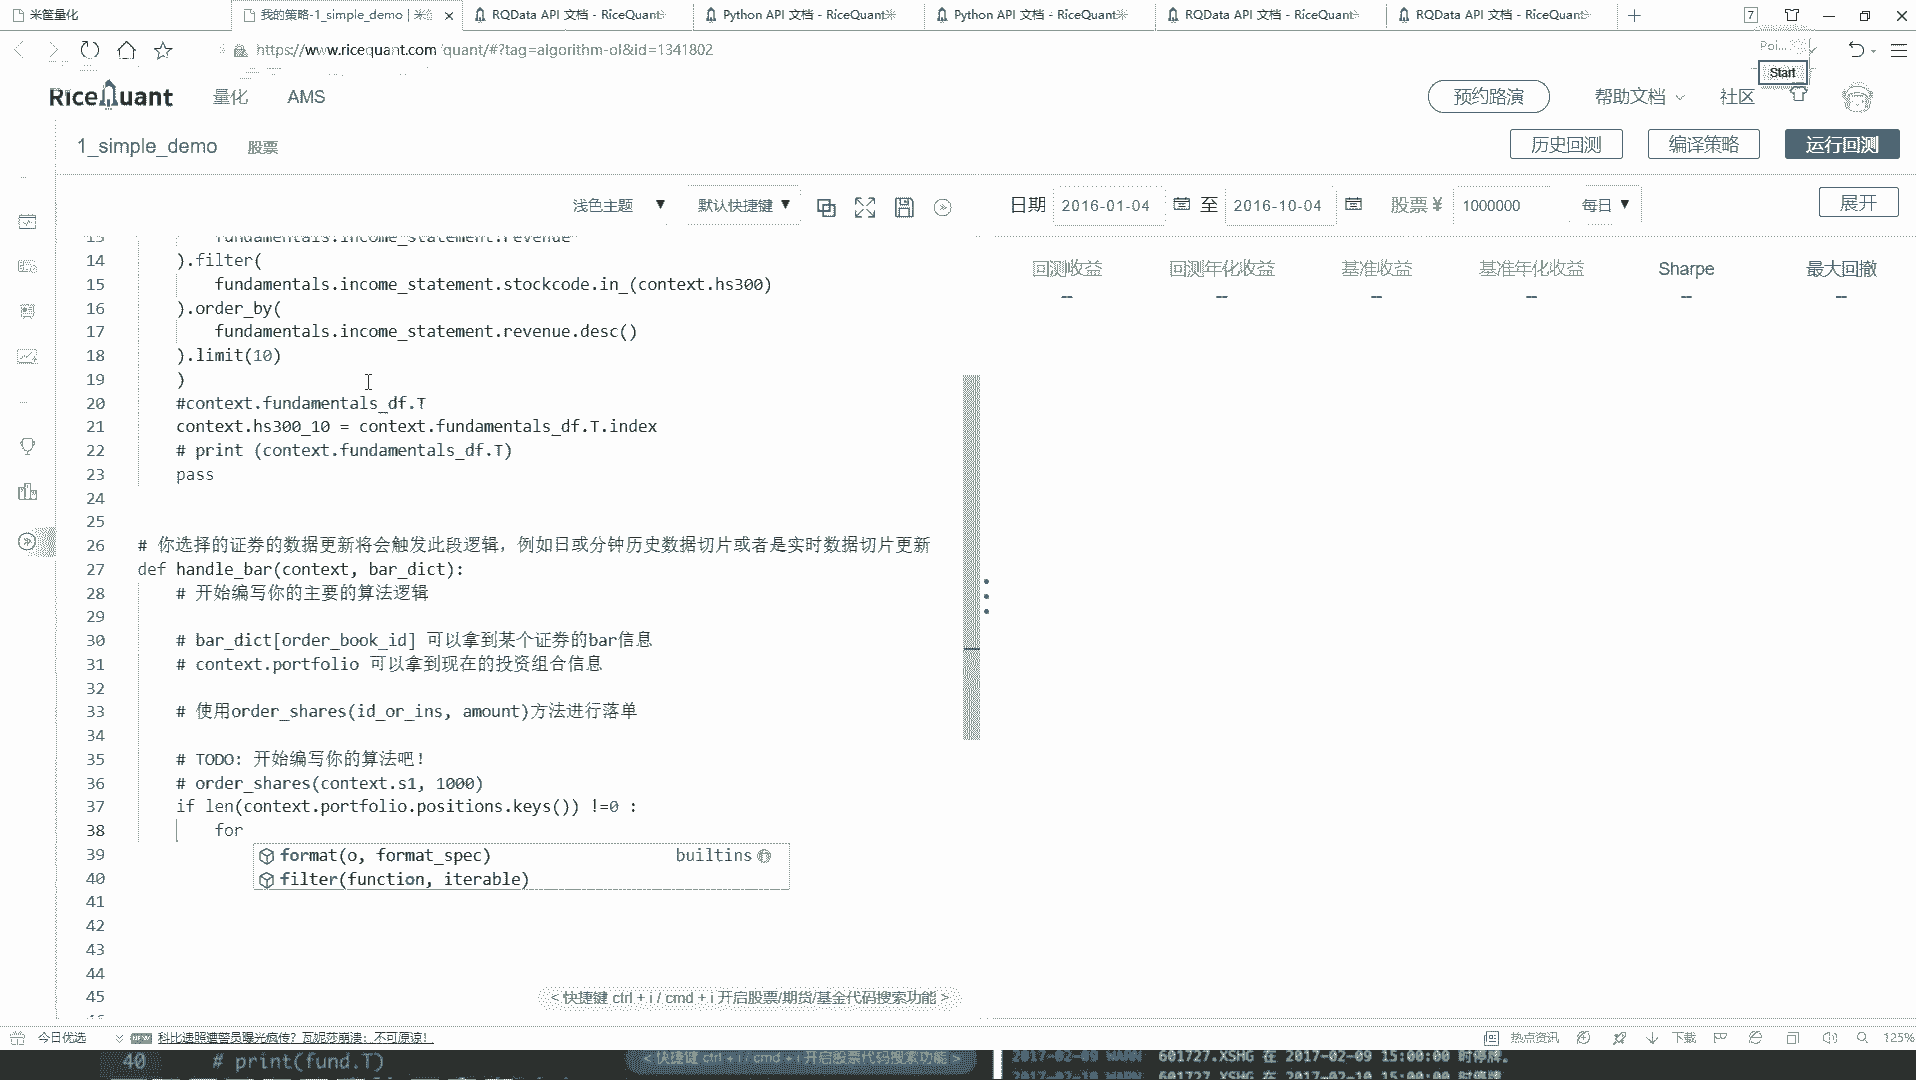 米筐量化
我的策略-1_simple_demo | 米
RQData API 文档 - RiceQuant
Python API 文档 - RiceQuant
Python API 文档 - RiceQuant
RQData API 文档 - RiceQuant
RQData API 文档 - RiceQuant
7
https://www.ricequant.com/quant/#?tag=algorithm-ol&id=1341802
Poi...
Start
RiceQuant
量化
AMS
预约路演
帮助文档
社区
1_simple_demo
股票
历史回测
编译策略
运行回测
浅色主题 ▼
默认快捷键 ▼
日期 2016-01-04 至 2016-10-04
股票 ¥ 1000000
每日 ▼
展开
回测收益 回测年化收益 基准收益 基准年化收益 Sharpe 最大回撤
-- -- -- -- -- --
13 fundamentals.income_statement.revenue
14 ).filter(
15 fundamentals.income_statement.stockcode.in_(context.hs300)
16 ).order_by(
17 fundamentals.income_statement.revenue.desc()
18 ).limit(10)
19 )
20 #context.fundamentals_df.T
21 context.hs300_10 = context.fundamentals_df.T.index
22 # print (context.fundamentals_df.T)
23 pass
24
25
26 # 你选择的证券的数据更新将会触发此段逻辑，例如日或分钟历史数据切片或者是实时数据切片更新
27 def handle_bar(context, bar_dict):
28 # 开始编写你的主要的算法逻辑
29
30 # bar_dict[order_book_id] 可以拿到某个证券的bar信息
31 # context.portfolio 可以拿到现在的投资组合信息
32
33 # 使用order_shares(id_or_ins, amount)方法进行落单
34
35 # TODO: 开始编写你的算法吧！
36 # order_shares(context.s1, 1000)
37 if len(context.portfolio.positions.keys()) !=0 :
38 for
39 format(o, format_spec) builtins
40 filter(function, iterable)
41
42
43
44
45
< 快捷键 ctrl + i / cmd + i 开启股票/期货/基金代码搜索功能 >
今日优选
NEW
科比遗照遭警员曝光疯传？瓦妮莎崩溃：不可原谅！
热点资讯
下载
125%
40 # print(fund.T)
< 快捷键 ctrl + i / cmd + i 开启股票代码搜索功能 >
2017-02-09 WARN 601727.XSHG 在 2017-02-09 15:00:00 时停牌。
2017-02-10 WARN 601727.XSHG 在 2017-02-10 15:00:00 时停牌。